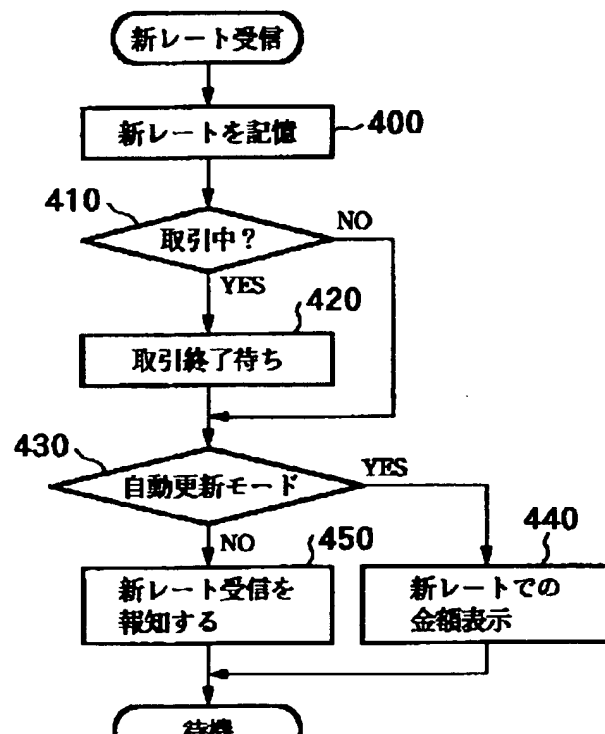 新レート受信
新レートを記憶
400
410
取引中?
NO
YES
420
取引終了待ち
430
自動更新モード
YES
NO
450
440
新レート受信を
報知する
新レートでの
金額表示
待機